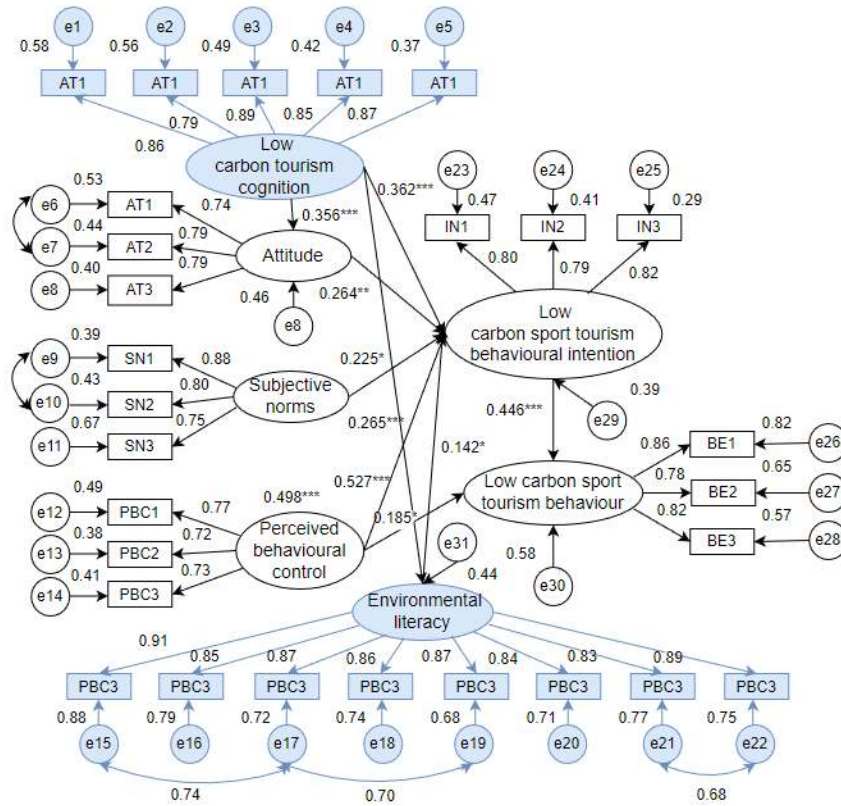 e1 e2 e3 e4 e5
0.58 0.56 0.49 0.42 0.37
AT1 AT1 AT1 AT1 AT1
0.86 0.79 0.89 0.85 0.87
Low
carbon tourism
cognition
e23 e24 e25
0.47 0.41 0.29
IN1 IN2 IN3
0.80 0.79 0.82
0.362***
0.356***
e6 0.53 AT1 0.74
e7 0.44 AT2 0.79
e8 0.40 AT3 0.79
Attitude
0.46
e8
0.264**
Low
carbon sport tourism
behavioural intention
0.39
e29
e9 0.39 SN1 0.88
e10 0.43 SN2 0.80
e11 0.67 SN3 0.75
Subjective
norms
0.225*
0.265***
0.446***
0.142*
0.527***
0.498***
0.185*
e12 0.49 PBC1 0.77
e13 0.38 PBC2 0.72
e14 0.41 PBC3 0.73
Perceived
behavioural
control
Low carbon sport
tourism behaviour
0.86 BE1 0.82 e26
0.78 BE2 0.65 e27
0.82 BE3 0.57 e28
0.58
e30
e31
0.44
Environmental
literacy
0.91 0.85 0.87 0.86 0.87 0.84 0.83 0.89
PBC3 PBC3 PBC3 PBC3 PBC3 PBC3 PBC3 PBC3
0.88 0.79 0.72 0.74 0.68 0.71 0.77 0.75
e15 e16 e17 e18 e19 e20 e21 e22
0.74 0.70 0.68